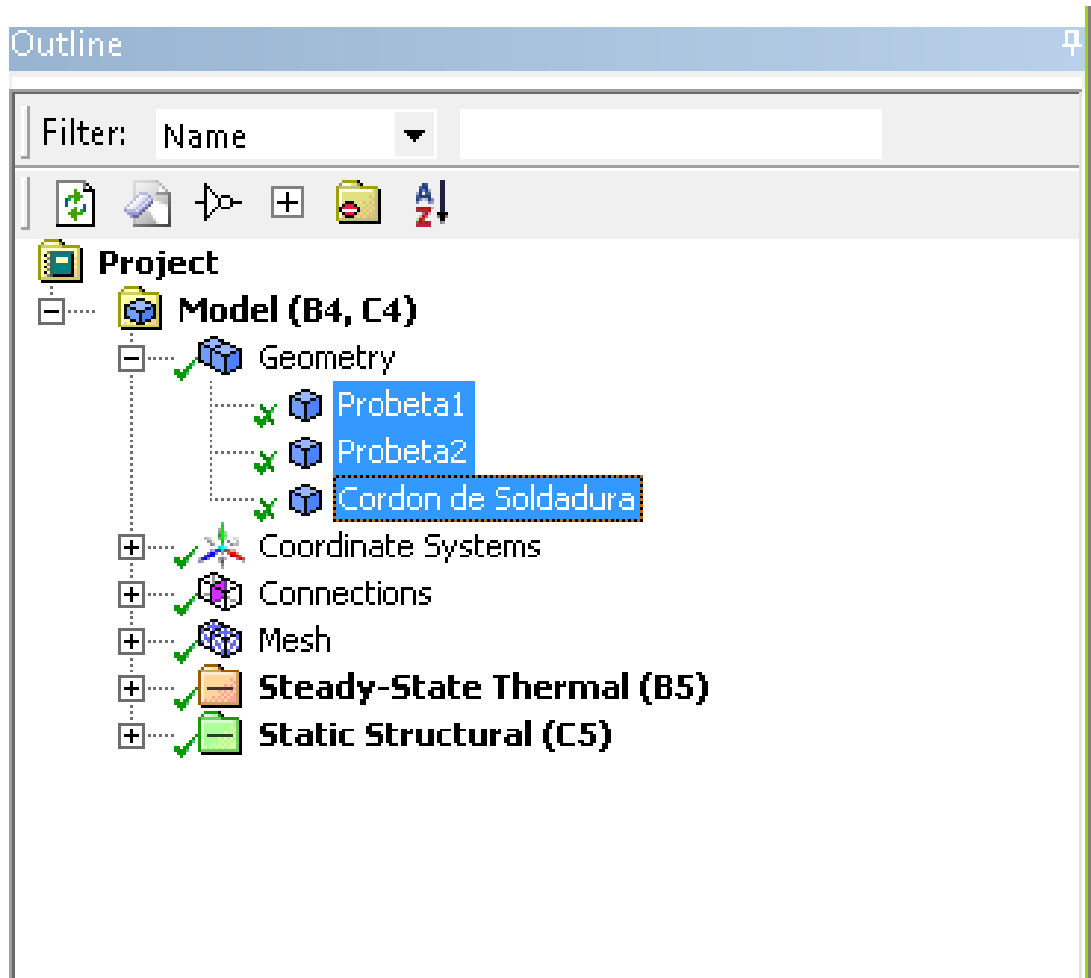 Outline
Filter: Name
Project
Model (B4, C4)
Geometry
Probeta1
Probeta2
Cordon de Soldadura
Coordinate Systems
Connections
Mesh
Steady-State Thermal (B5)
Static Structural (C5)